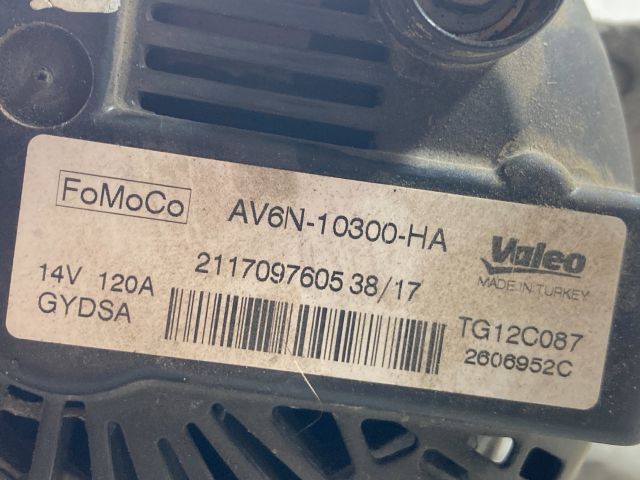 FoMoCo
AV6N-10300-HA
Valeo
MADE IN TURKEY
14V 120A
2117097605 38/17
GYDSA
TG12C087
2606952C